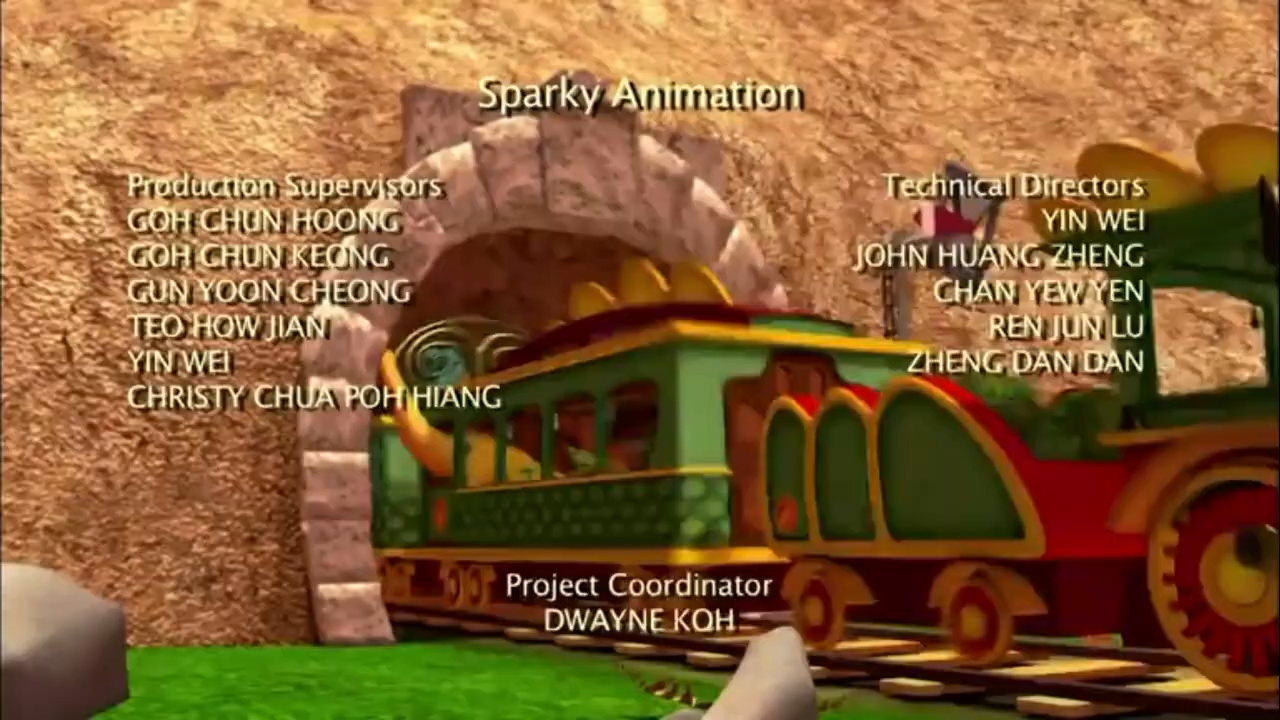 Sparky Animation
Production Supervisors
GOH CHUN HOONG
GOH CHUN KEONG
GUN YOON CHEONG
TEO HOW JIAN
YIN WEI
CHRISTY CHUA POH HIANG
Technical Directors
YIN WEI
JOHN HUANG ZHENG
CHAN YEW YEN
REN JUN LU
ZHENG DAN DAN
Project Coordinator
DWAYNE KOH